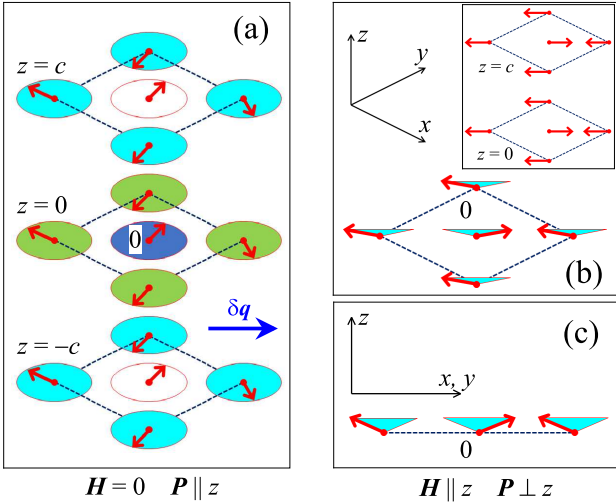 (a)
z = c
z = 0
0
δq
z = −c
H = 0 P || z
z
y
x
z = c
z = 0
0
(b)
(c)
z
x, y
0
H || z P ⊥ z